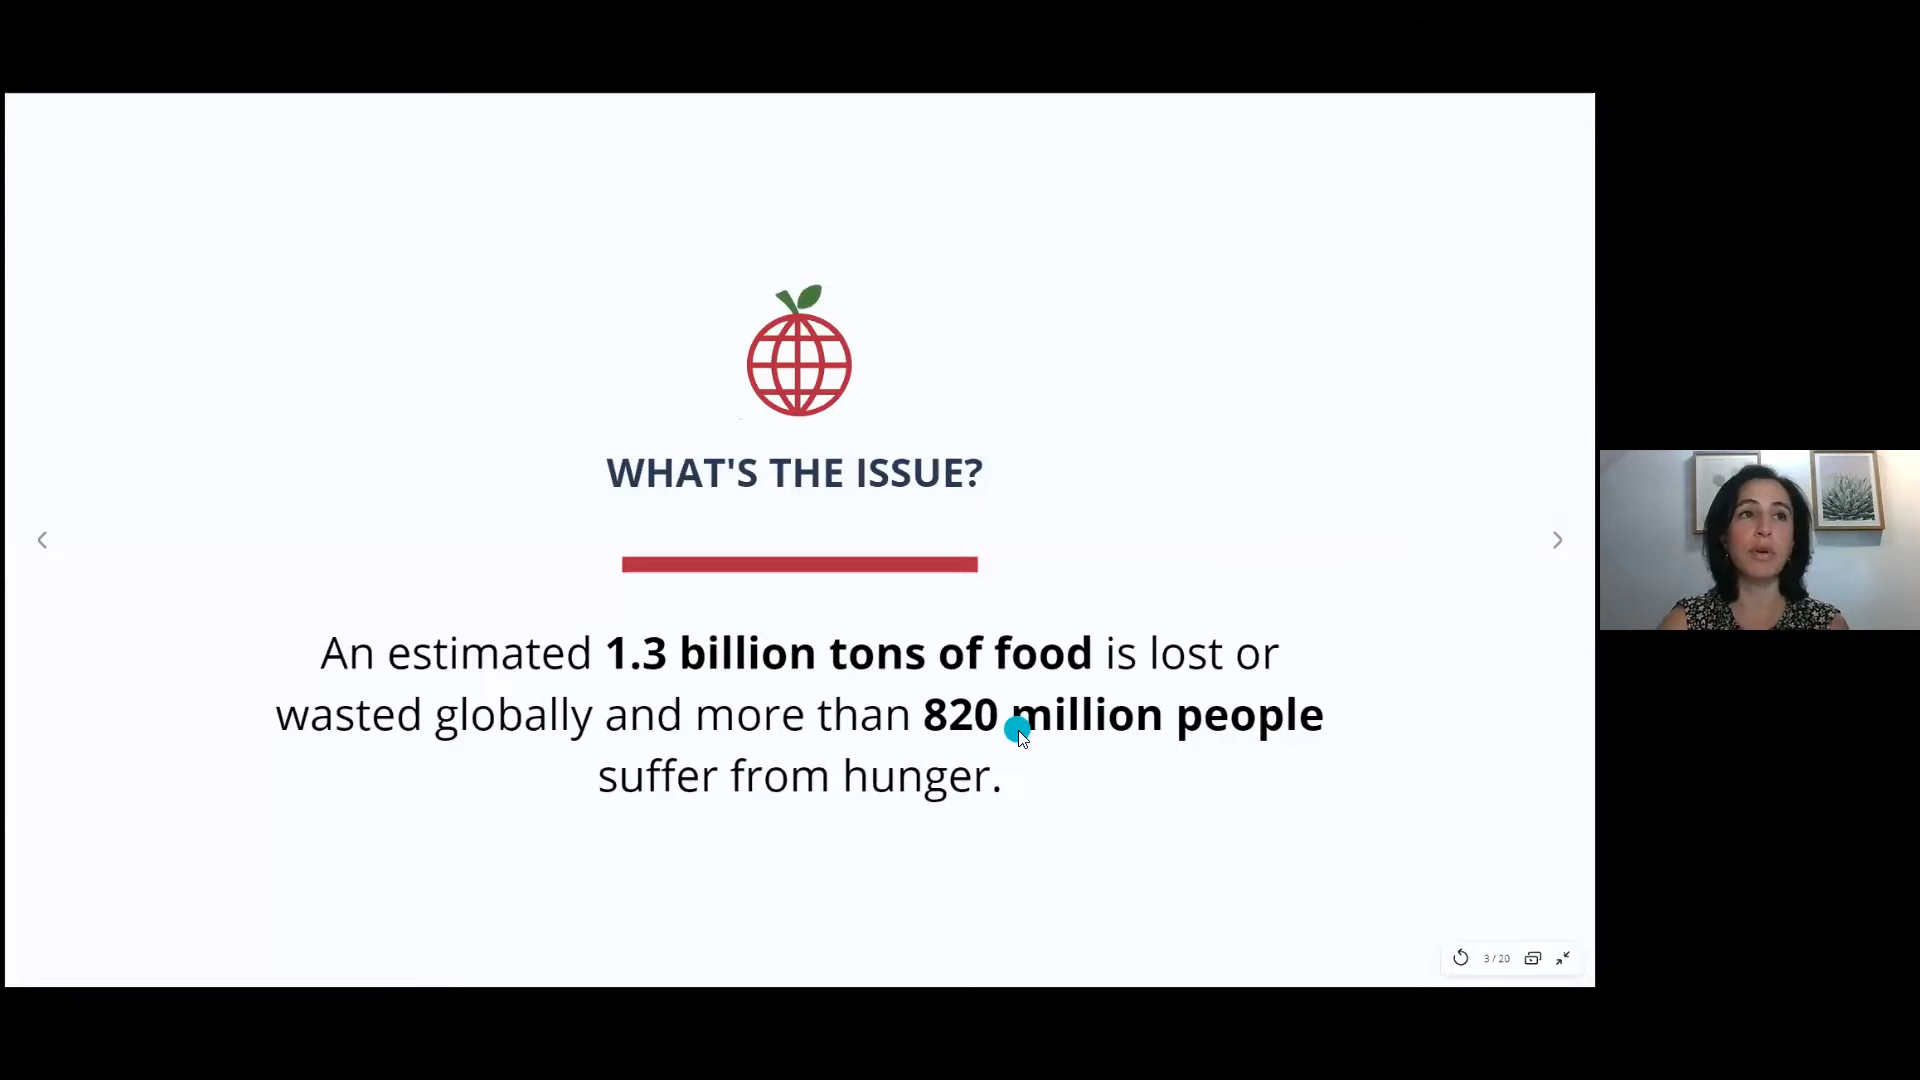 WHAT'S THE ISSUE?
An estimated 1.3 billion tons of food is lost or
wasted globally and more than 820 million people
suffer from hunger.
3 / 20